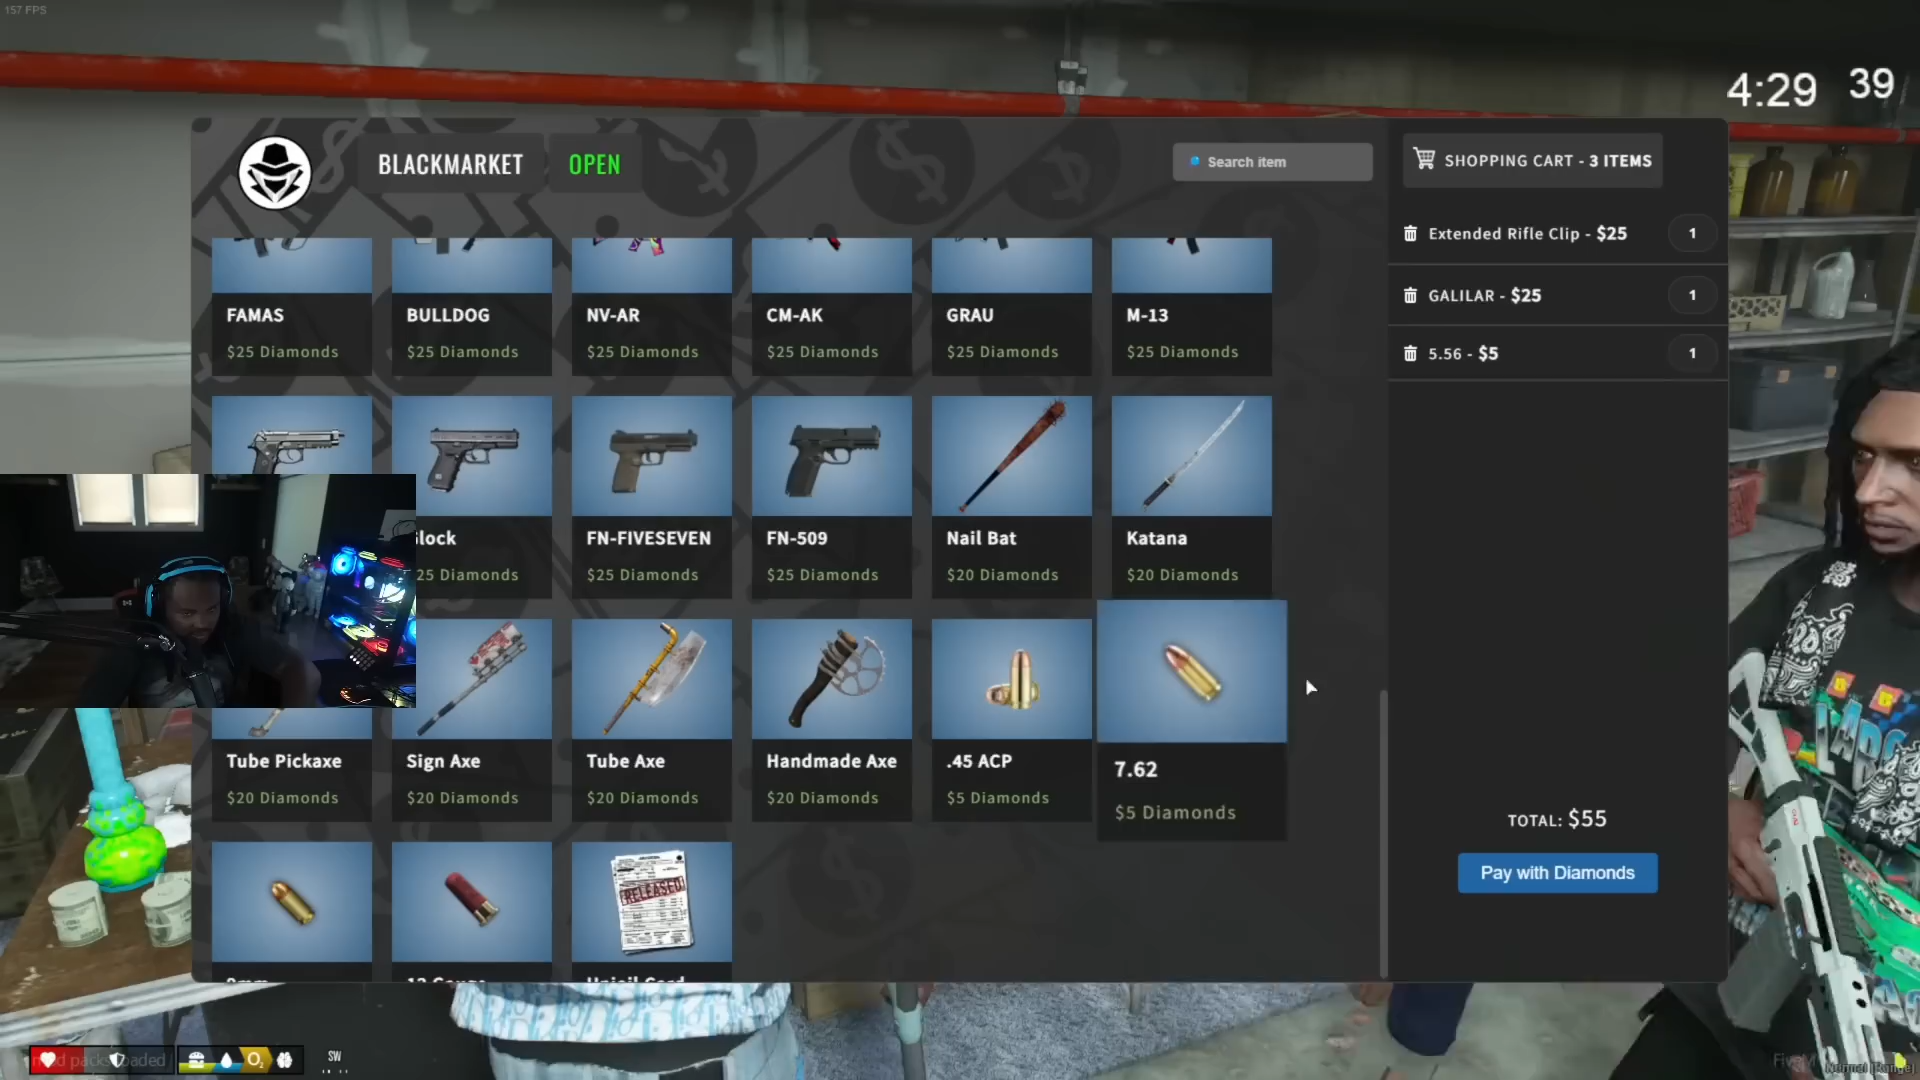 157 FPS
4:29 39
BLACKMARKET OPEN
Search item
SHOPPING CART - 3 ITEMS
Extended Rifle Clip - $25 1
GALILAR - $25 1
5.56 - $5 1
FAMAS
$25 Diamonds
BULLDOG
$25 Diamonds
NV-AR
$25 Diamonds
CM-AK
$25 Diamonds
GRAU
$25 Diamonds
M-13
$25 Diamonds
FN-FIVESEVEN
$25 Diamonds
FN-509
$25 Diamonds
Nail Bat
$20 Diamonds
Katana
$20 Diamonds
Tube Pickaxe
$20 Diamonds
Sign Axe
$20 Diamonds
Tube Axe
$20 Diamonds
Handmade Axe
$20 Diamonds
.45 ACP
$5 Diamonds
7.62
$5 Diamonds
RELEASED
TOTAL: $55
Pay with Diamonds
O2
SW